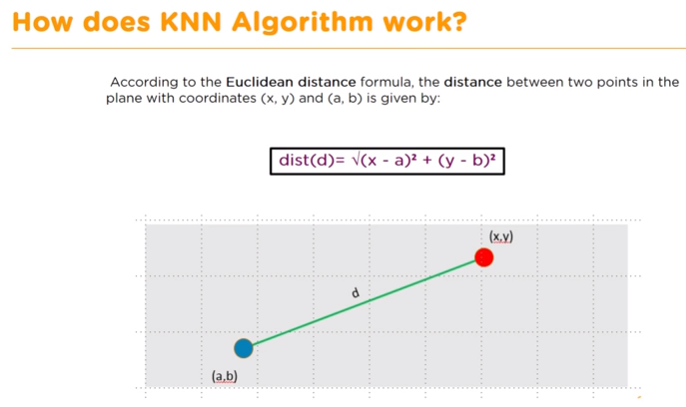 How does KNN Algorithm work?
According to the Euclidean distance formula, the distance between two points in the
plane with coordinates (x, y) and (a, b) is given by:
dist(d)= √(x - a)² + (y - b)²
(x,y)
d
(a,b)